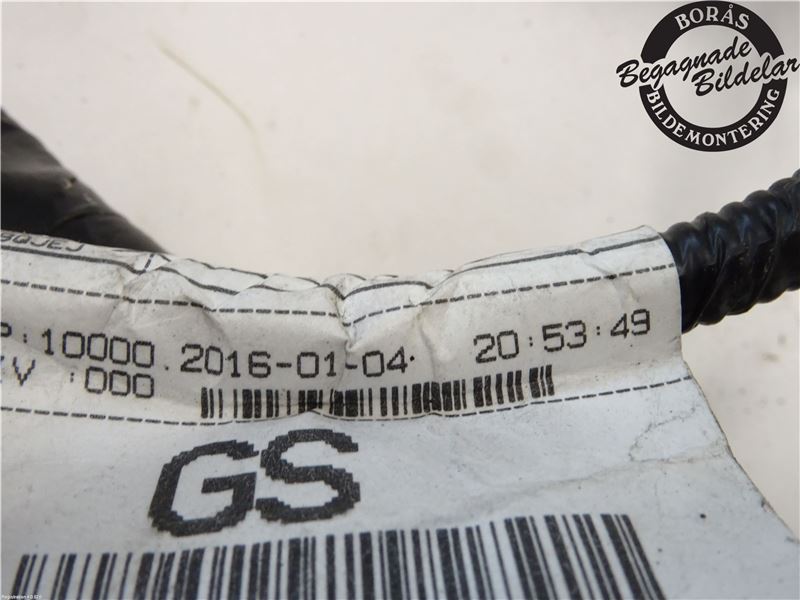 BORÅS
Begagnade
Bildelar
BILDEMONTERING
P:10000 2016-01-04 20:53:49
V :000
GS